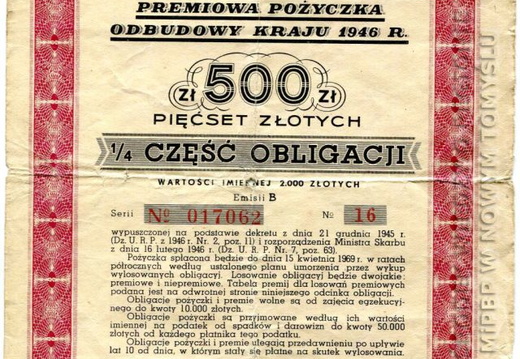 PREMIOWA POŻYCZKA
ODBUDOWY KRAJU 1946 R.
zł 500 zł
PIĘĆSET ZŁOTYCH
1/4 CZĘŚĆ OBLIGACJI
WARTOŚCI IMIENNEJ 2.000 ZŁOTYCH
Emisji B
Serii № 017062 № 16
wypuszczonej na podstawie dekretu z dnia 21 grudnia 1945 r.
(Dz. U. R. P. z 1946 r. Nr. 2, poz. 11) i rozporządzenia Ministra Skarbu
z dnia 16 lutego 1946 r. (Dz. U. R. P. Nr. 7, poz. 63).
Pożyczka spłacona będzie do dnia 15 kwietnia 1969 r. w ratach
półrocznych według ustalonego planu umorzenia przez wykup
wylosowanych obligacji. Losowanie obligacji będzie dwojakie:
premiowe i niepremiowe. Tabela premij dla losowań premiowych
podana jest na odwrotnej stronie niniejszego odcinka obligacji.
Obligacje pożyczki i premie wolne są od zajęcia egzekucyj-
nego do kwoty 10.000 złotych.
Obligacje pożyczki są przyjmowane według ich wartości
imiennej na podatek od spadków i darowizn do kwoty 50.000
złotych od każdego płatnika tego podatku.
Obligacje pożyczki i premie ulegają przedawnieniu po upływie
lat 10 od dnia, w którym stały się płatne na skutek wylosowania.
MIPBP W NOWYM TOMYŚLU